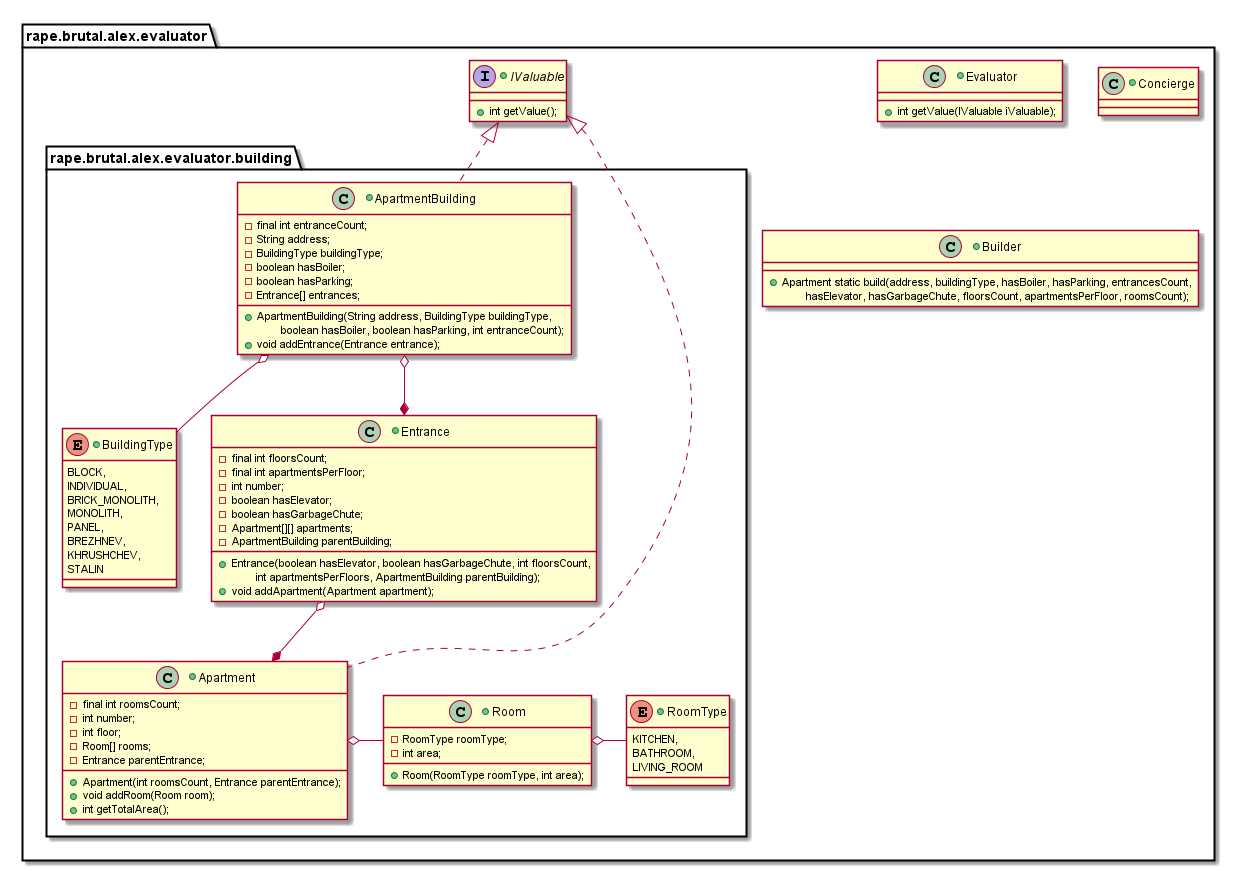 rape.brutal.alex.evaluator
I IValuable
int getValue();
C Evaluator
int getValue(IValuable iValuable);
C Concierge
rape.brutal.alex.evaluator.building
C ApartmentBuilding
final int entranceCount;
String address;
BuildingType buildingType;
boolean hasBoiler;
boolean hasParking;
Entrance[] entrances;
ApartmentBuilding(String address, BuildingType buildingType,
boolean hasBoiler, boolean hasParking, int entranceCount);
void addEntrance(Entrance entrance);
C Builder
Apartment static build(address, buildingType, hasBoiler, hasParking, entrancesCount,
hasElevator, hasGarbageChute, floorsCount, apartmentsPerFloor, roomsCount);
E BuildingType
BLOCK,
INDIVIDUAL,
BRICK_MONOLITH,
MONOLITH,
PANEL,
BREZHNEV,
KHRUSHCHEV,
STALIN
C Entrance
final int floorsCount;
final int apartmentsPerFloor;
int number;
boolean hasElevator;
boolean hasGarbageChute;
Apartment[][] apartments;
ApartmentBuilding parentBuilding;
Entrance(boolean hasElevator, boolean hasGarbageChute, int floorsCount,
int apartmentsPerFloors, ApartmentBuilding parentBuilding);
void addApartment(Apartment apartment);
C Apartment
final int roomsCount;
int number;
int floor;
Room[] rooms;
Entrance parentEntrance;
Apartment(int roomsCount, Entrance parentEntrance);
void addRoom(Room room);
int getTotalArea();
C Room
RoomType roomType;
int area;
Room(RoomType roomType, int area);
E RoomType
KITCHEN,
BATHROOM,
LIVING_ROOM